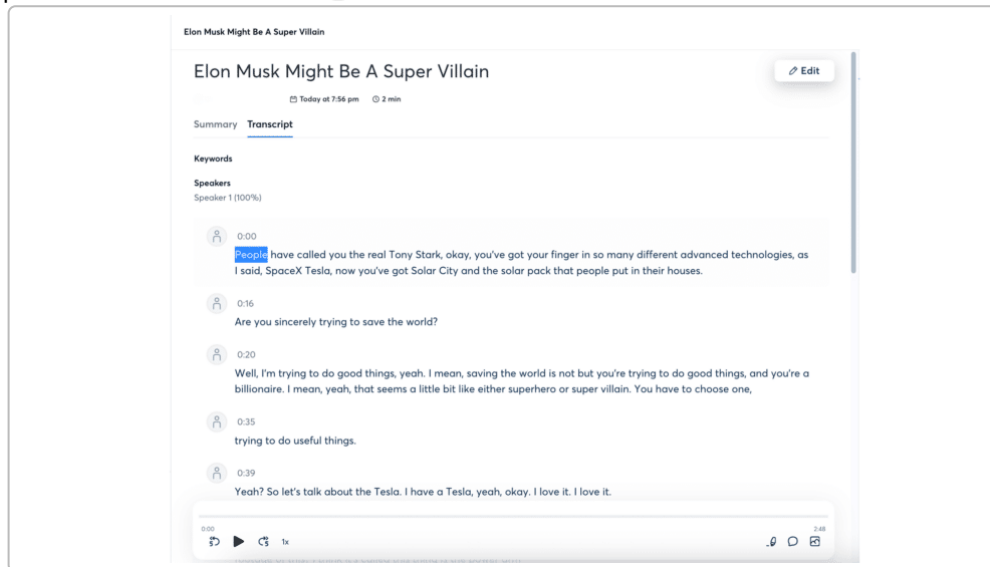 Elon Musk Might Be A Super Villain
Elon Musk Might Be A Super Villain
Edit
Today at 7:56 pm 2 min
Summary Transcript
Keywords
Speakers
Speaker 1 (100%)
0:00
People have called you the real Tony Stark, okay, you've got your finger in so many different advanced technologies, as
I said, SpaceX Tesla, now you've got Solar City and the solar pack that people put in their houses.
0:16
Are you sincerely trying to save the world?
0:20
Well, I'm trying to do good things, yeah. I mean, saving the world is not but you're trying to do good things, and you're a
billionaire. I mean, yeah, that seems a little bit like either superhero or super villain. You have to choose one,
0:35
trying to do useful things.
0:39
Yeah? So let's talk about the Tesla. I have a Tesla, yeah, okay. I love it. I love it.
0:00 2:48
5 5 1x